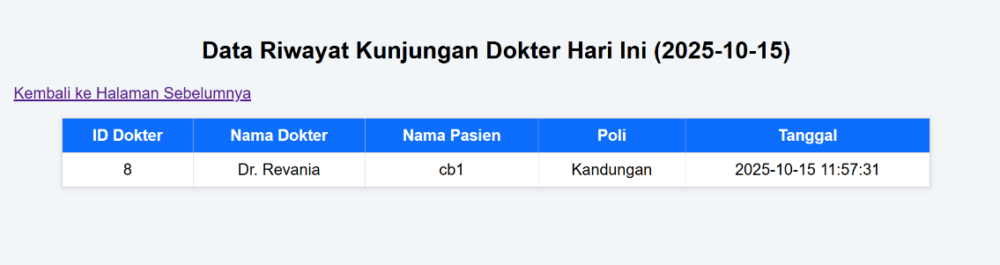 Data Riwayat Kunjungan Dokter Hari Ini (2025-10-15)
Kembali ke Halaman Sebelumnya
ID Dokter Nama Dokter Nama Pasien Poli Tanggal
8 Dr. Revania cb1 Kandungan 2025-10-15 11:57:31